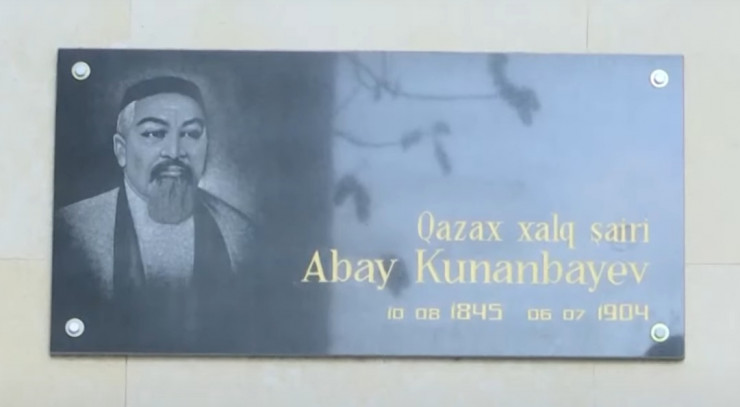 Qazax xalq şairi
Abay Kunanbayev
10 08 1845 06 07 1904